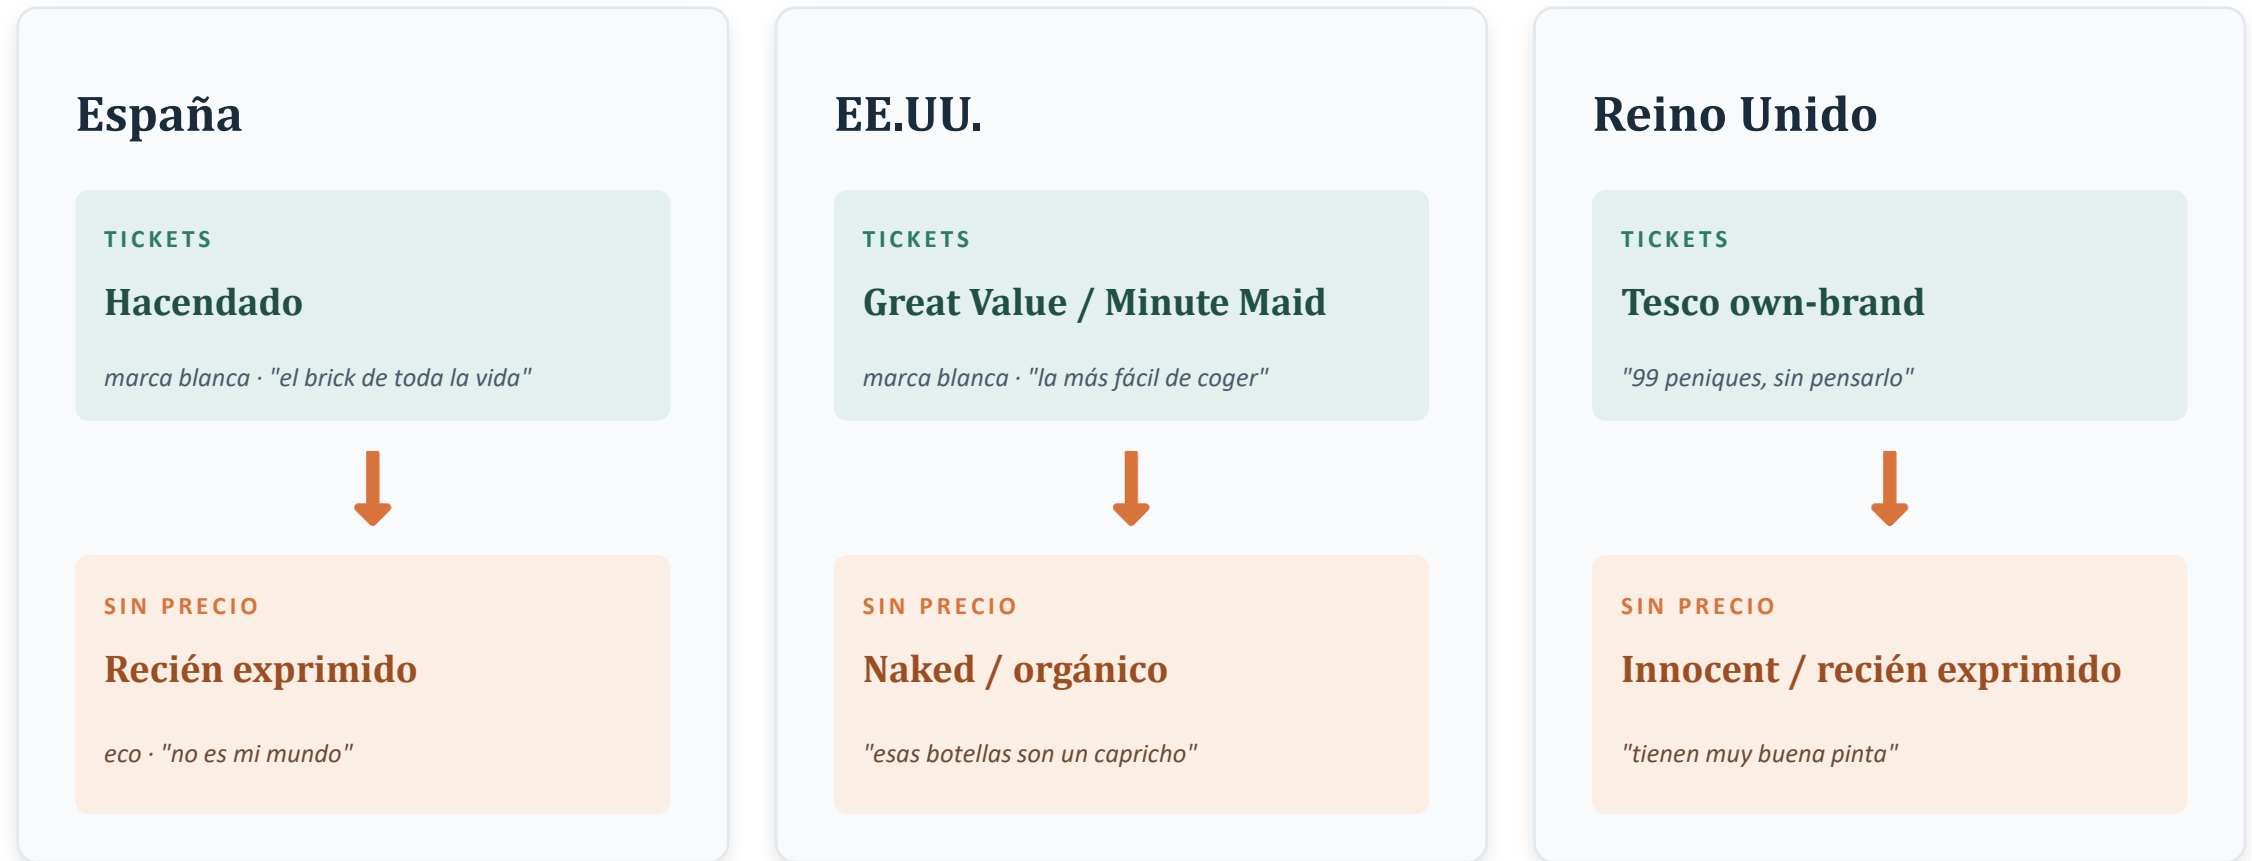 España
TICKETS
Hacendado
marca blanca · "el brick de toda la vida"
SIN PRECIO
Recién exprimido
eco · "no es mi mundo"
EE.UU.
TICKETS
Great Value / Minute Maid
marca blanca · "la más fácil de coger"
SIN PRECIO
Naked / orgánico
"esas botellas son un capricho"
Reino Unido
TICKETS
Tesco own-brand
"99 peniques, sin pensarlo"
SIN PRECIO
Innocent / recién exprimido
"tienen muy buena pinta"